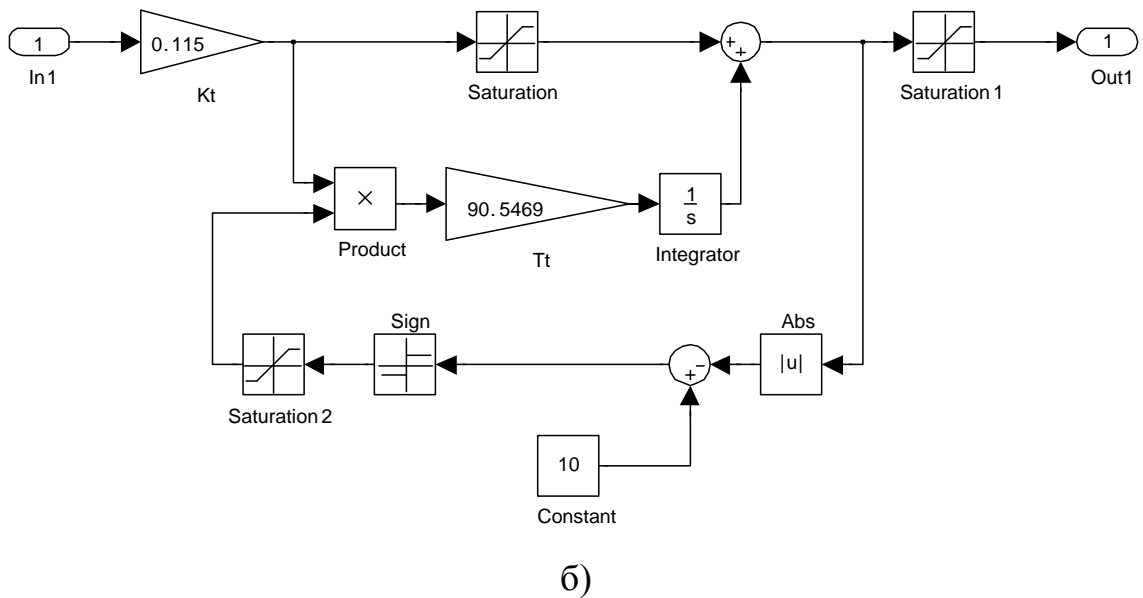 1
In1
0.115
Kt
Saturation
+
+
Saturation 1
1
Out1
×
Product
90.5469
Tt
1
s
Integrator
Saturation 2
Sign
+
-
Abs
|u|
10
Constant
б)